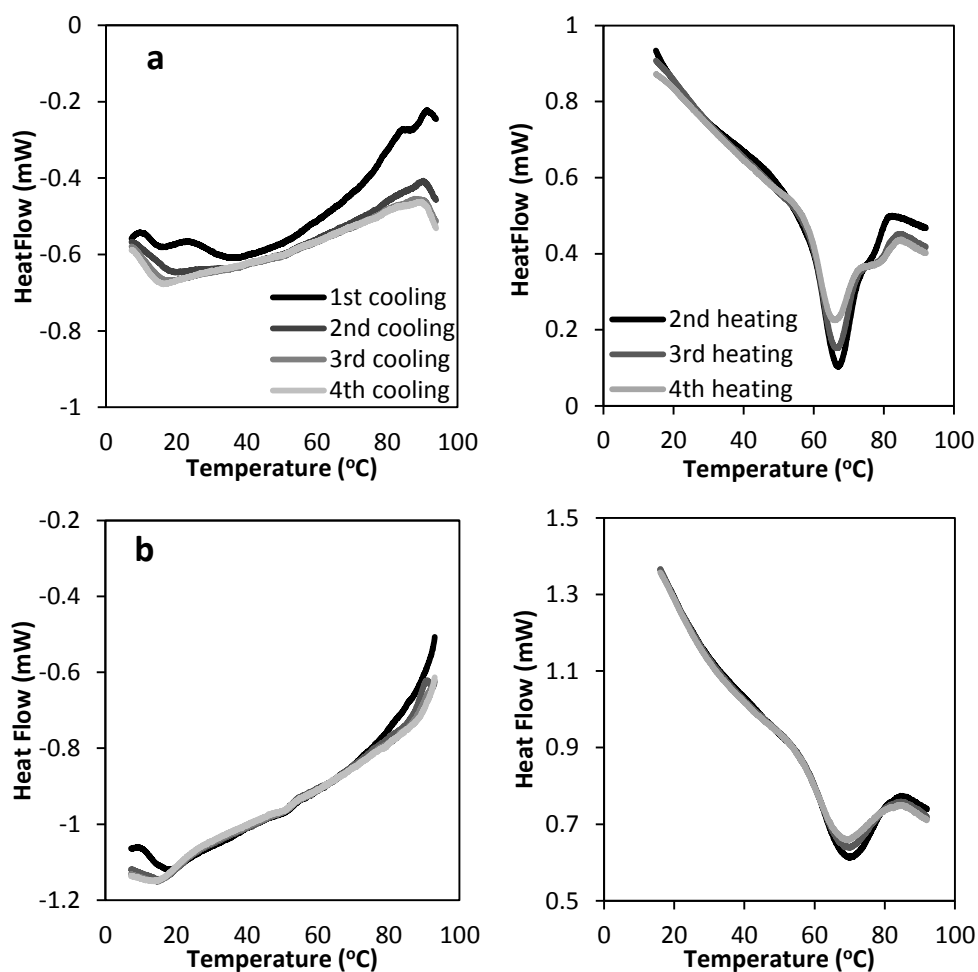 a
HeatFlow (mW)
0
-0.2
-0.4
-0.6
-0.8
-1
1st cooling
2nd cooling
3rd cooling
4th cooling
0 20 40 60 80 100
Temperature (ºC)
HeatFlow (mW)
1
0.8
0.6
0.4
0.2
0
2nd heating
3rd heating
4th heating
0 20 40 60 80 100
Temperature (ºC)
b
Heat Flow (mW)
-0.2
-0.4
-0.6
-0.8
-1
-1.2
0 20 40 60 80 100
Temperature (ºC)
Heat Flow (mW)
1.5
1.3
1.1
0.9
0.7
0.5
0 20 40 60 80 100
Temperature (ºC)